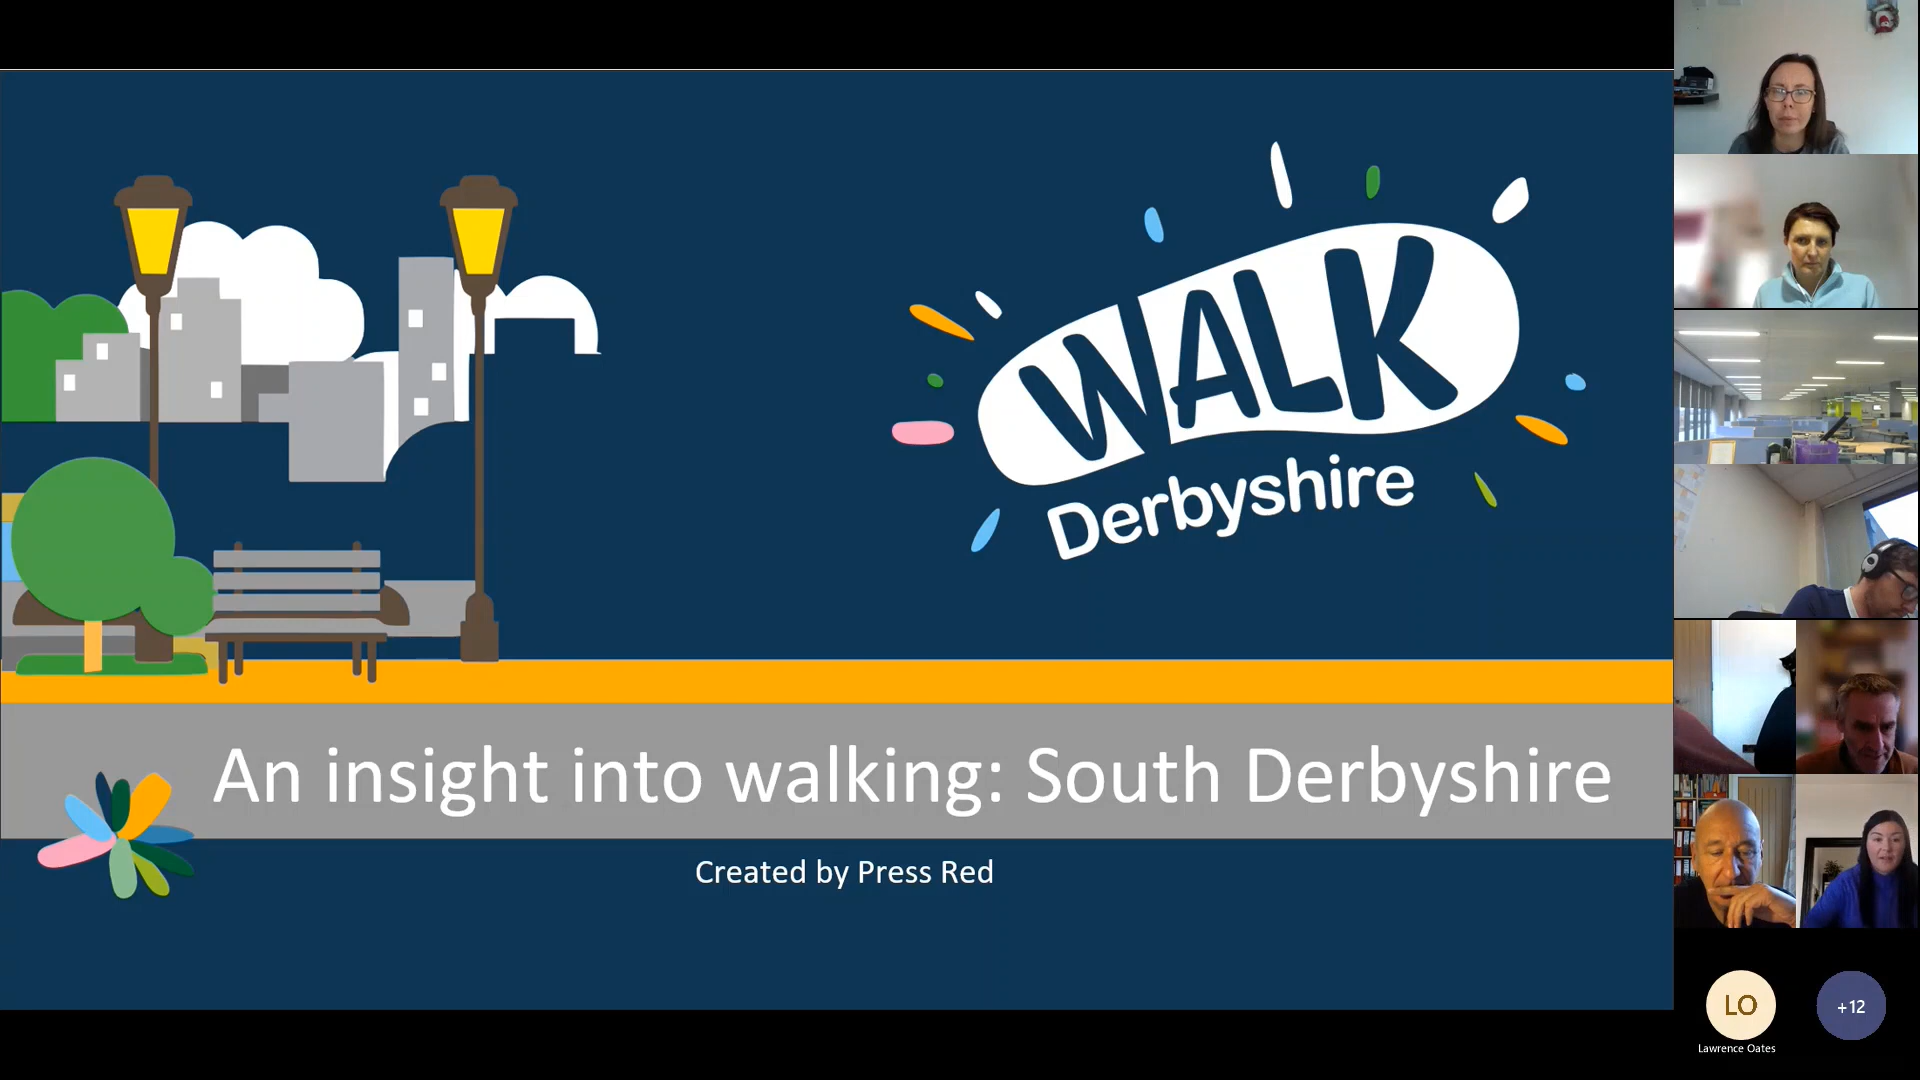 WALK
Derbyshire
An insight into walking: South Derbyshire
Created by Press Red
LO
+12
Lawrence Oates